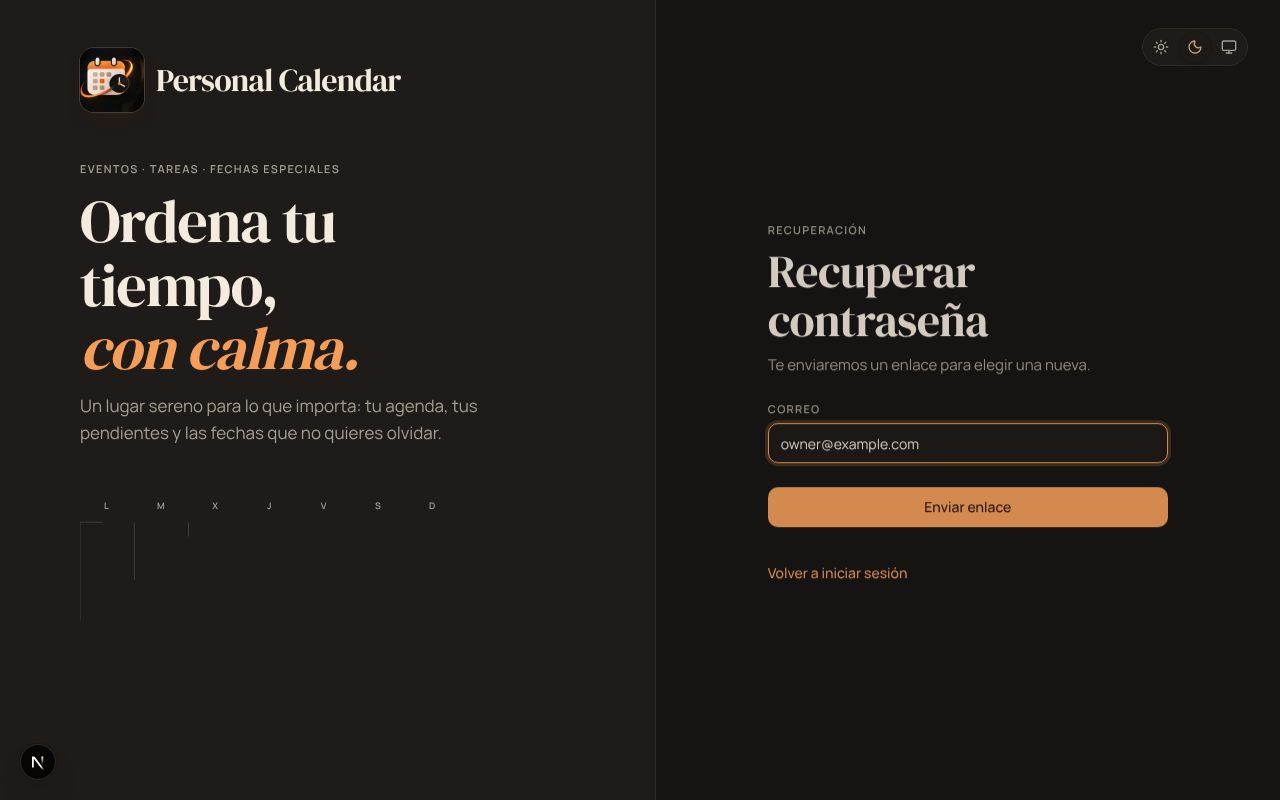 Personal Calendar
EVENTOS · TAREAS · FECHAS ESPECIALES
Ordena tu
tiempo,
con calma.
Un lugar sereno para lo que importa: tu agenda, tus
pendientes y las fechas que no quieres olvidar.
L M X J V S D
N
RECUPERACIÓN
Recuperar
contraseña
Te enviaremos un enlace para elegir una nueva.
CORREO
owner@example.com
Enviar enlace
Volver a iniciar sesión